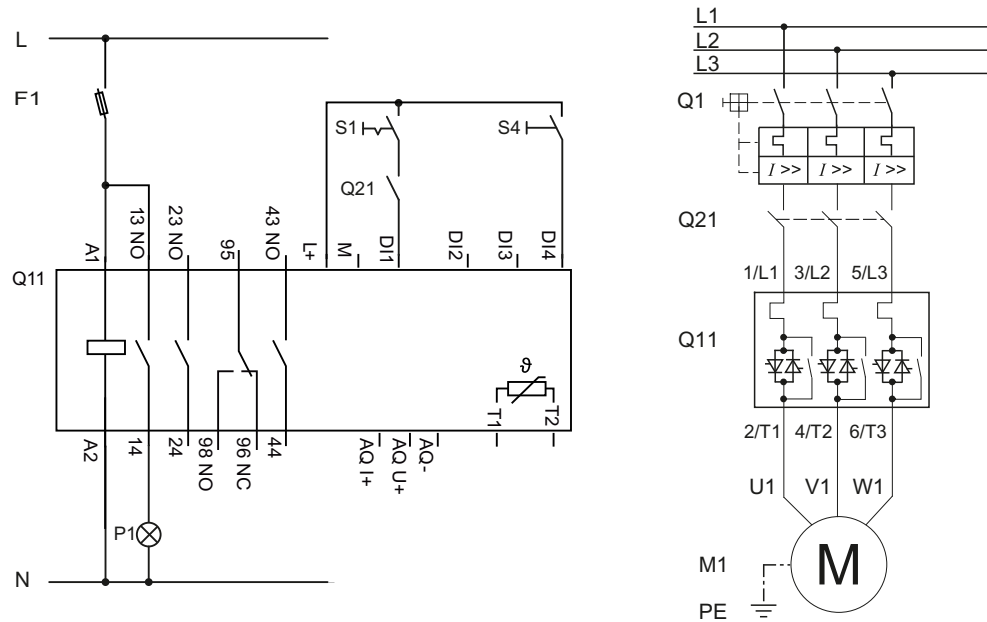 L
F1
S1
S4
Q21
A1
13 NO
23 NO
95
43 NO
L+
M
DI1
DI2
DI3
DI4
Q11
ϑ
T1
T2
A2
14
24
98 NO
96 NC
44
AQ I+
AQ U+
AQ-
P1
N
L1
L2
L3
Q1
I >> I >> I >>
Q21
1/L1 3/L2 5/L3
Q11
2/T1 4/T2 6/T3
U1 V1 W1
M1
M
PE